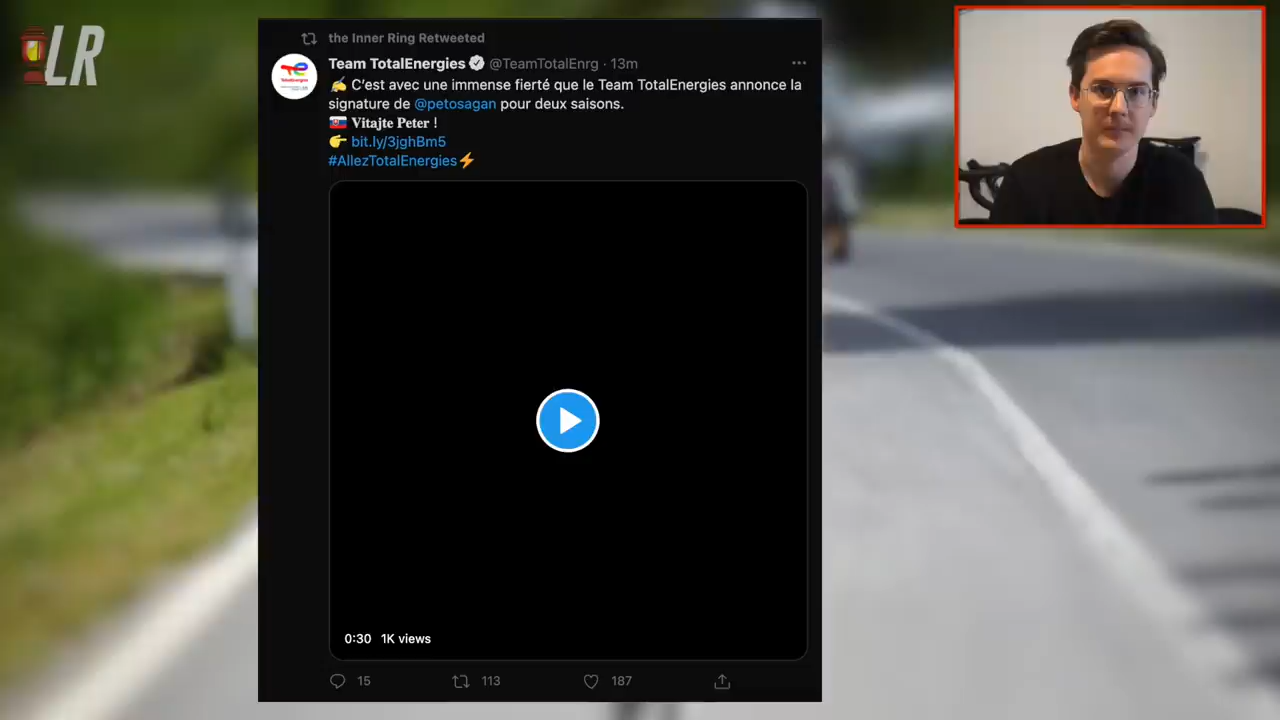 LR
the Inner Ring Retweeted
Team TotalEnergies @TeamTotalEnrg · 13m
✍️ C'est avec une immense fierté que le Team TotalEnergies annonce la
signature de @petosagan pour deux saisons.
🇸🇰 𝐕𝐢𝐭𝐚𝐣𝐭𝐞 𝐏𝐞𝐭𝐞𝐫 !
👉 bit.ly/3jghBm5
#AllezTotalEnergies⚡
0:30 1K views
15 113 187